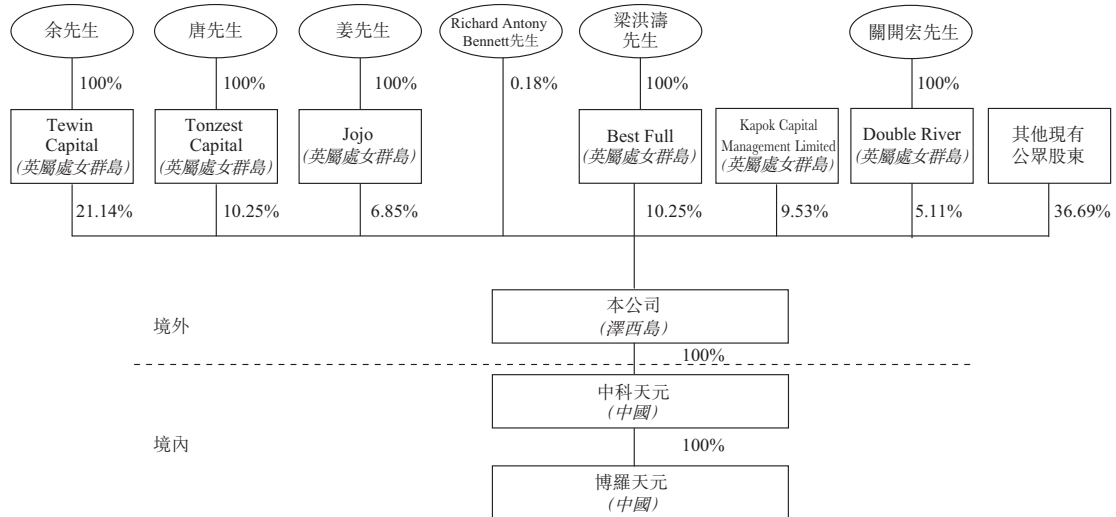 余先生
唐先生
姜先生
Richard Antony
Bennett先生
梁洪濤
先生
關開宏先生
100%
100%
100%
0.18%
100%
100%
Tewin
Capital
(英屬處女群島)
Tonzest
Capital
(英屬處女群島)
Jojo
(英屬處女群島)
Best Full
(英屬處女群島)
Kapok Capital
Management Limited
(英屬處女群島)
Double River
(英屬處女群島)
其他現有
公眾股東
21.14%
10.25%
6.85%
10.25%
9.53%
5.11%
36.69%
本公司
(澤西島)
境外
100%
中科天元
(中國)
境內
100%
博羅天元
(中國)